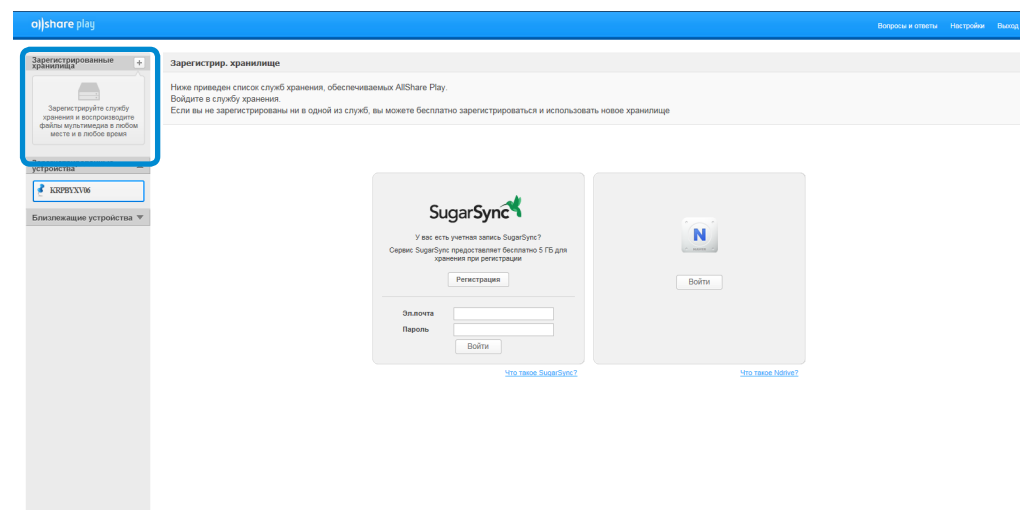 allshare play
Вопросы и ответы Настройки Выход
Зарегистрированные
хранилища
Зарегистрируйте службу
хранения и воспроизводите
файлы мультимедиа в любом
месте и в любое время
устройства
KRPBYXV06
Близлежащие устройства
Зарегистрир. хранилище
Ниже приведен список служб хранения, обеспечиваемых AllShare Play.
Войдите в службу хранения.
Если вы не зарегистрированы ни в одной из служб, вы можете бесплатно зарегистрироваться и использовать новое хранилище
SugarSync
У вас есть учетная запись SugarSync?
Сервис SugarSync предоставляет бесплатно 5 ГБ для
хранения при регистрации
Регистрация
Эл.почта
Пароль
Войти
Что такое SugarSync?
N
Войти
Что такое Ndrive?